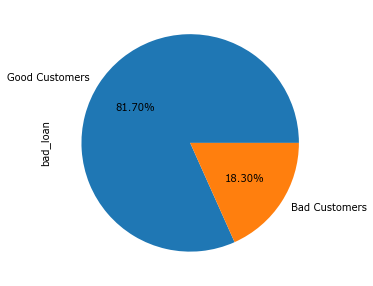 Good Customers
81.70%
bad_loan
18.30%
Bad Customers